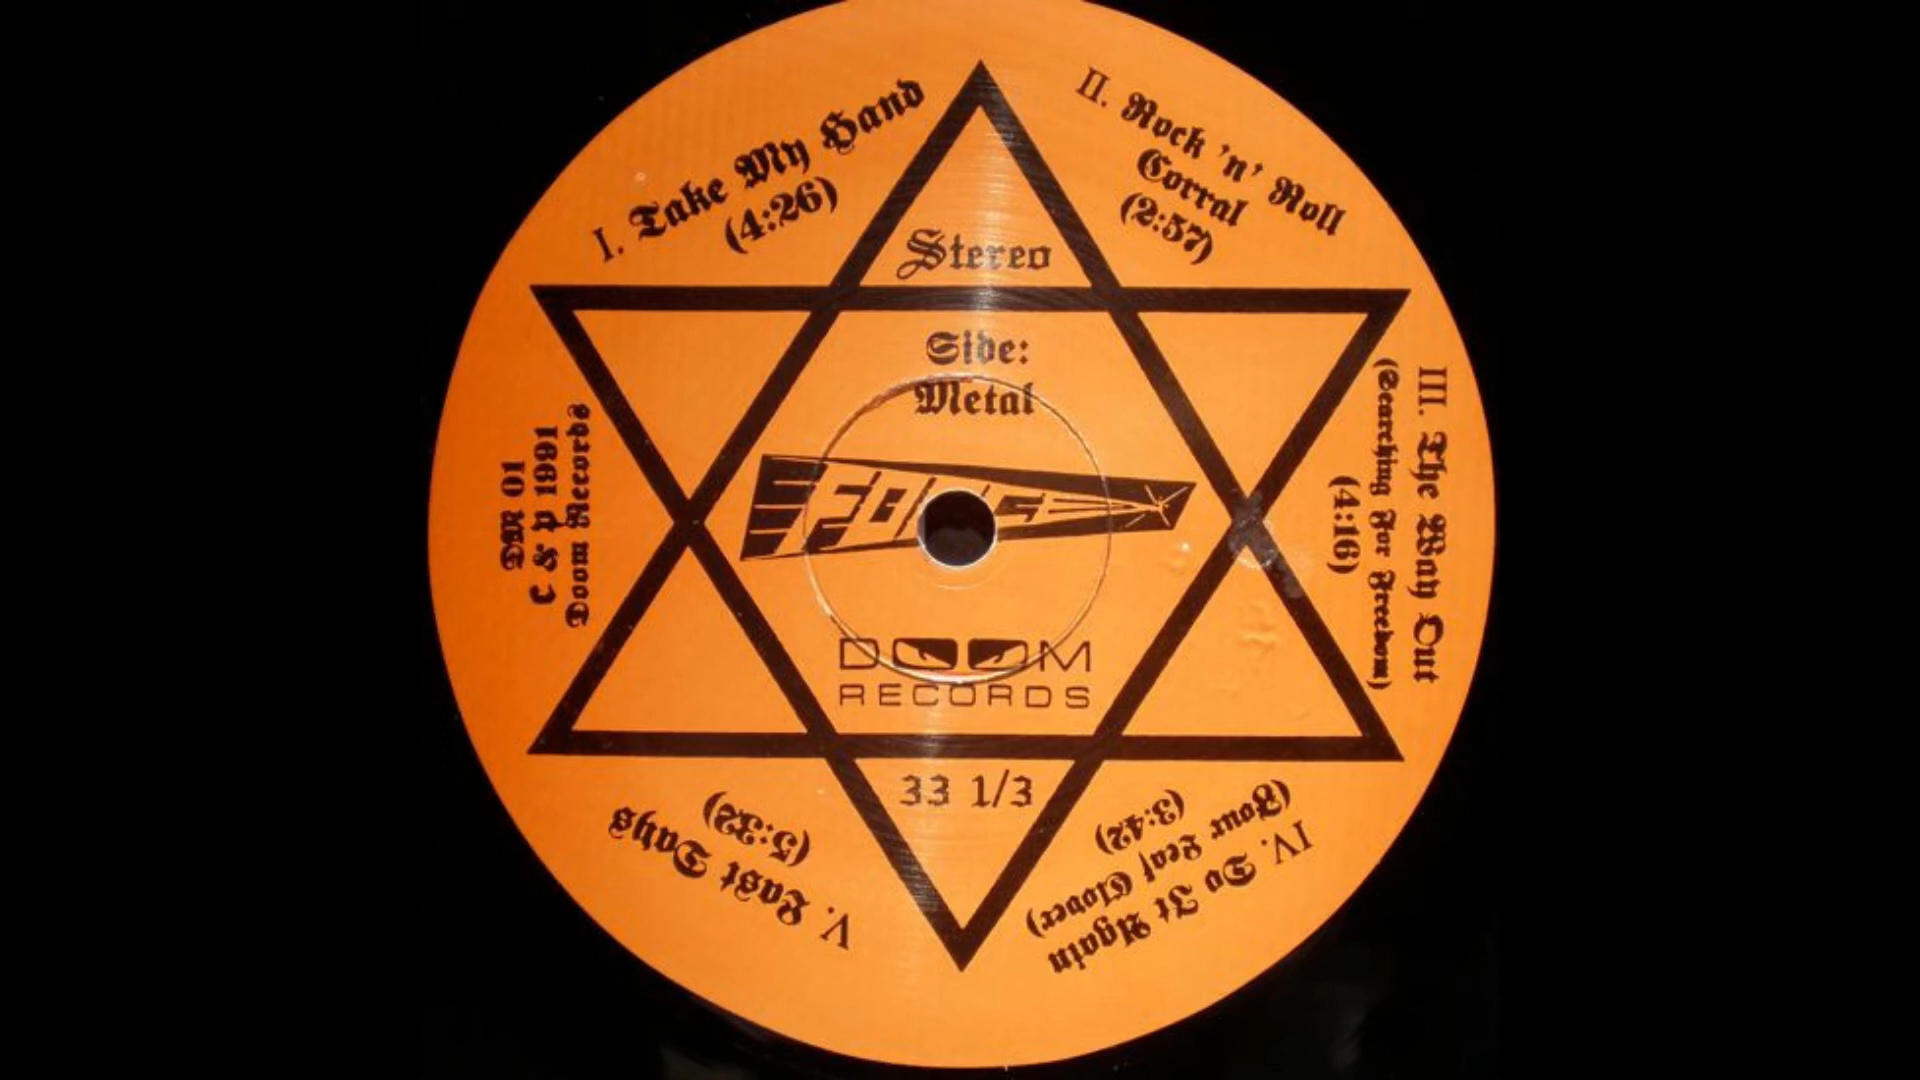 I. Take My Hand
(4:26)
II. Rock 'n' Roll
Corral
(2:57)
Stereo
Side:
Metal
III. The Way Out
(Searching For Freedom)
(4:16)
DM 01
C & P 1991
Doom Records
FORCE
DOOM
RECORDS
33 1/3
IV. Do It Again
(Four Leaf Clover)
(3:42)
V. Last Days
(5:32)